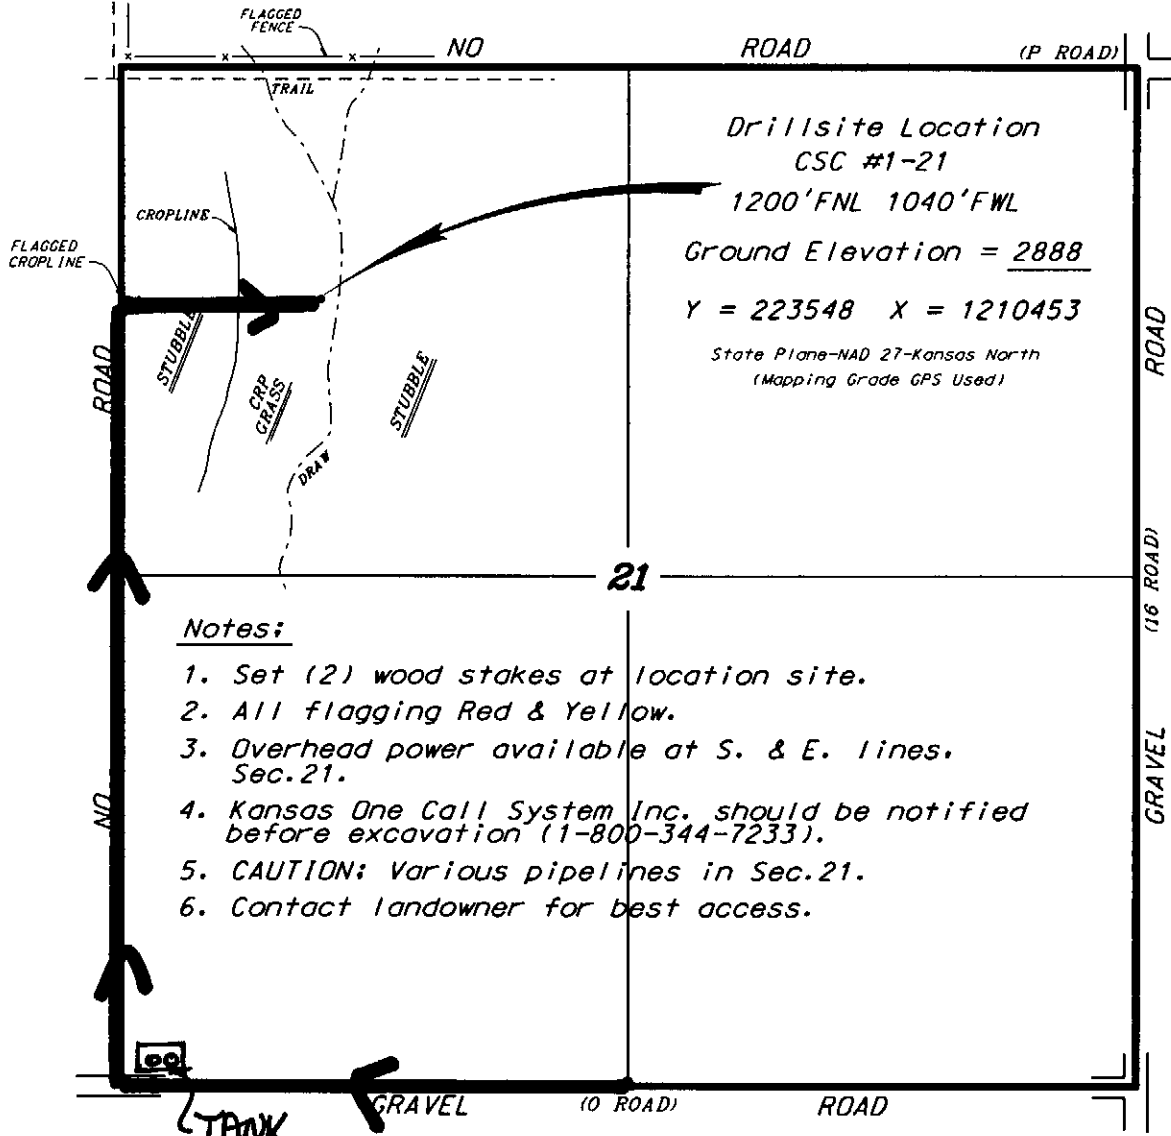 FLAGGED
FENCE
NO ROAD (P ROAD)
TRAIL
Drillsite Location
CSC #1-21
1200'FNL 1040'FWL
CROPLINE
FLAGGED
CROPLINE
Ground Elevation = 2888
Y = 223548 X = 1210453
State Plane-NAD 27-Kansas North
(Mapping Grade GPS Used)
STUBBLE
CRP
GRASS
STUBBLE
DRAW
ROAD
NO
ROAD
(16 ROAD)
GRAVEL
21
Notes:
1. Set (2) wood stakes at location site.
2. All flagging Red & Yellow.
3. Overhead power available at S. & E. lines.
Sec.21.
4. Kansas One Call System Inc. should be notified
before excavation (1-800-344-7233).
5. CAUTION: Various pipelines in Sec.21.
6. Contact landowner for best access.
GRAVEL (O ROAD) ROAD
TANK